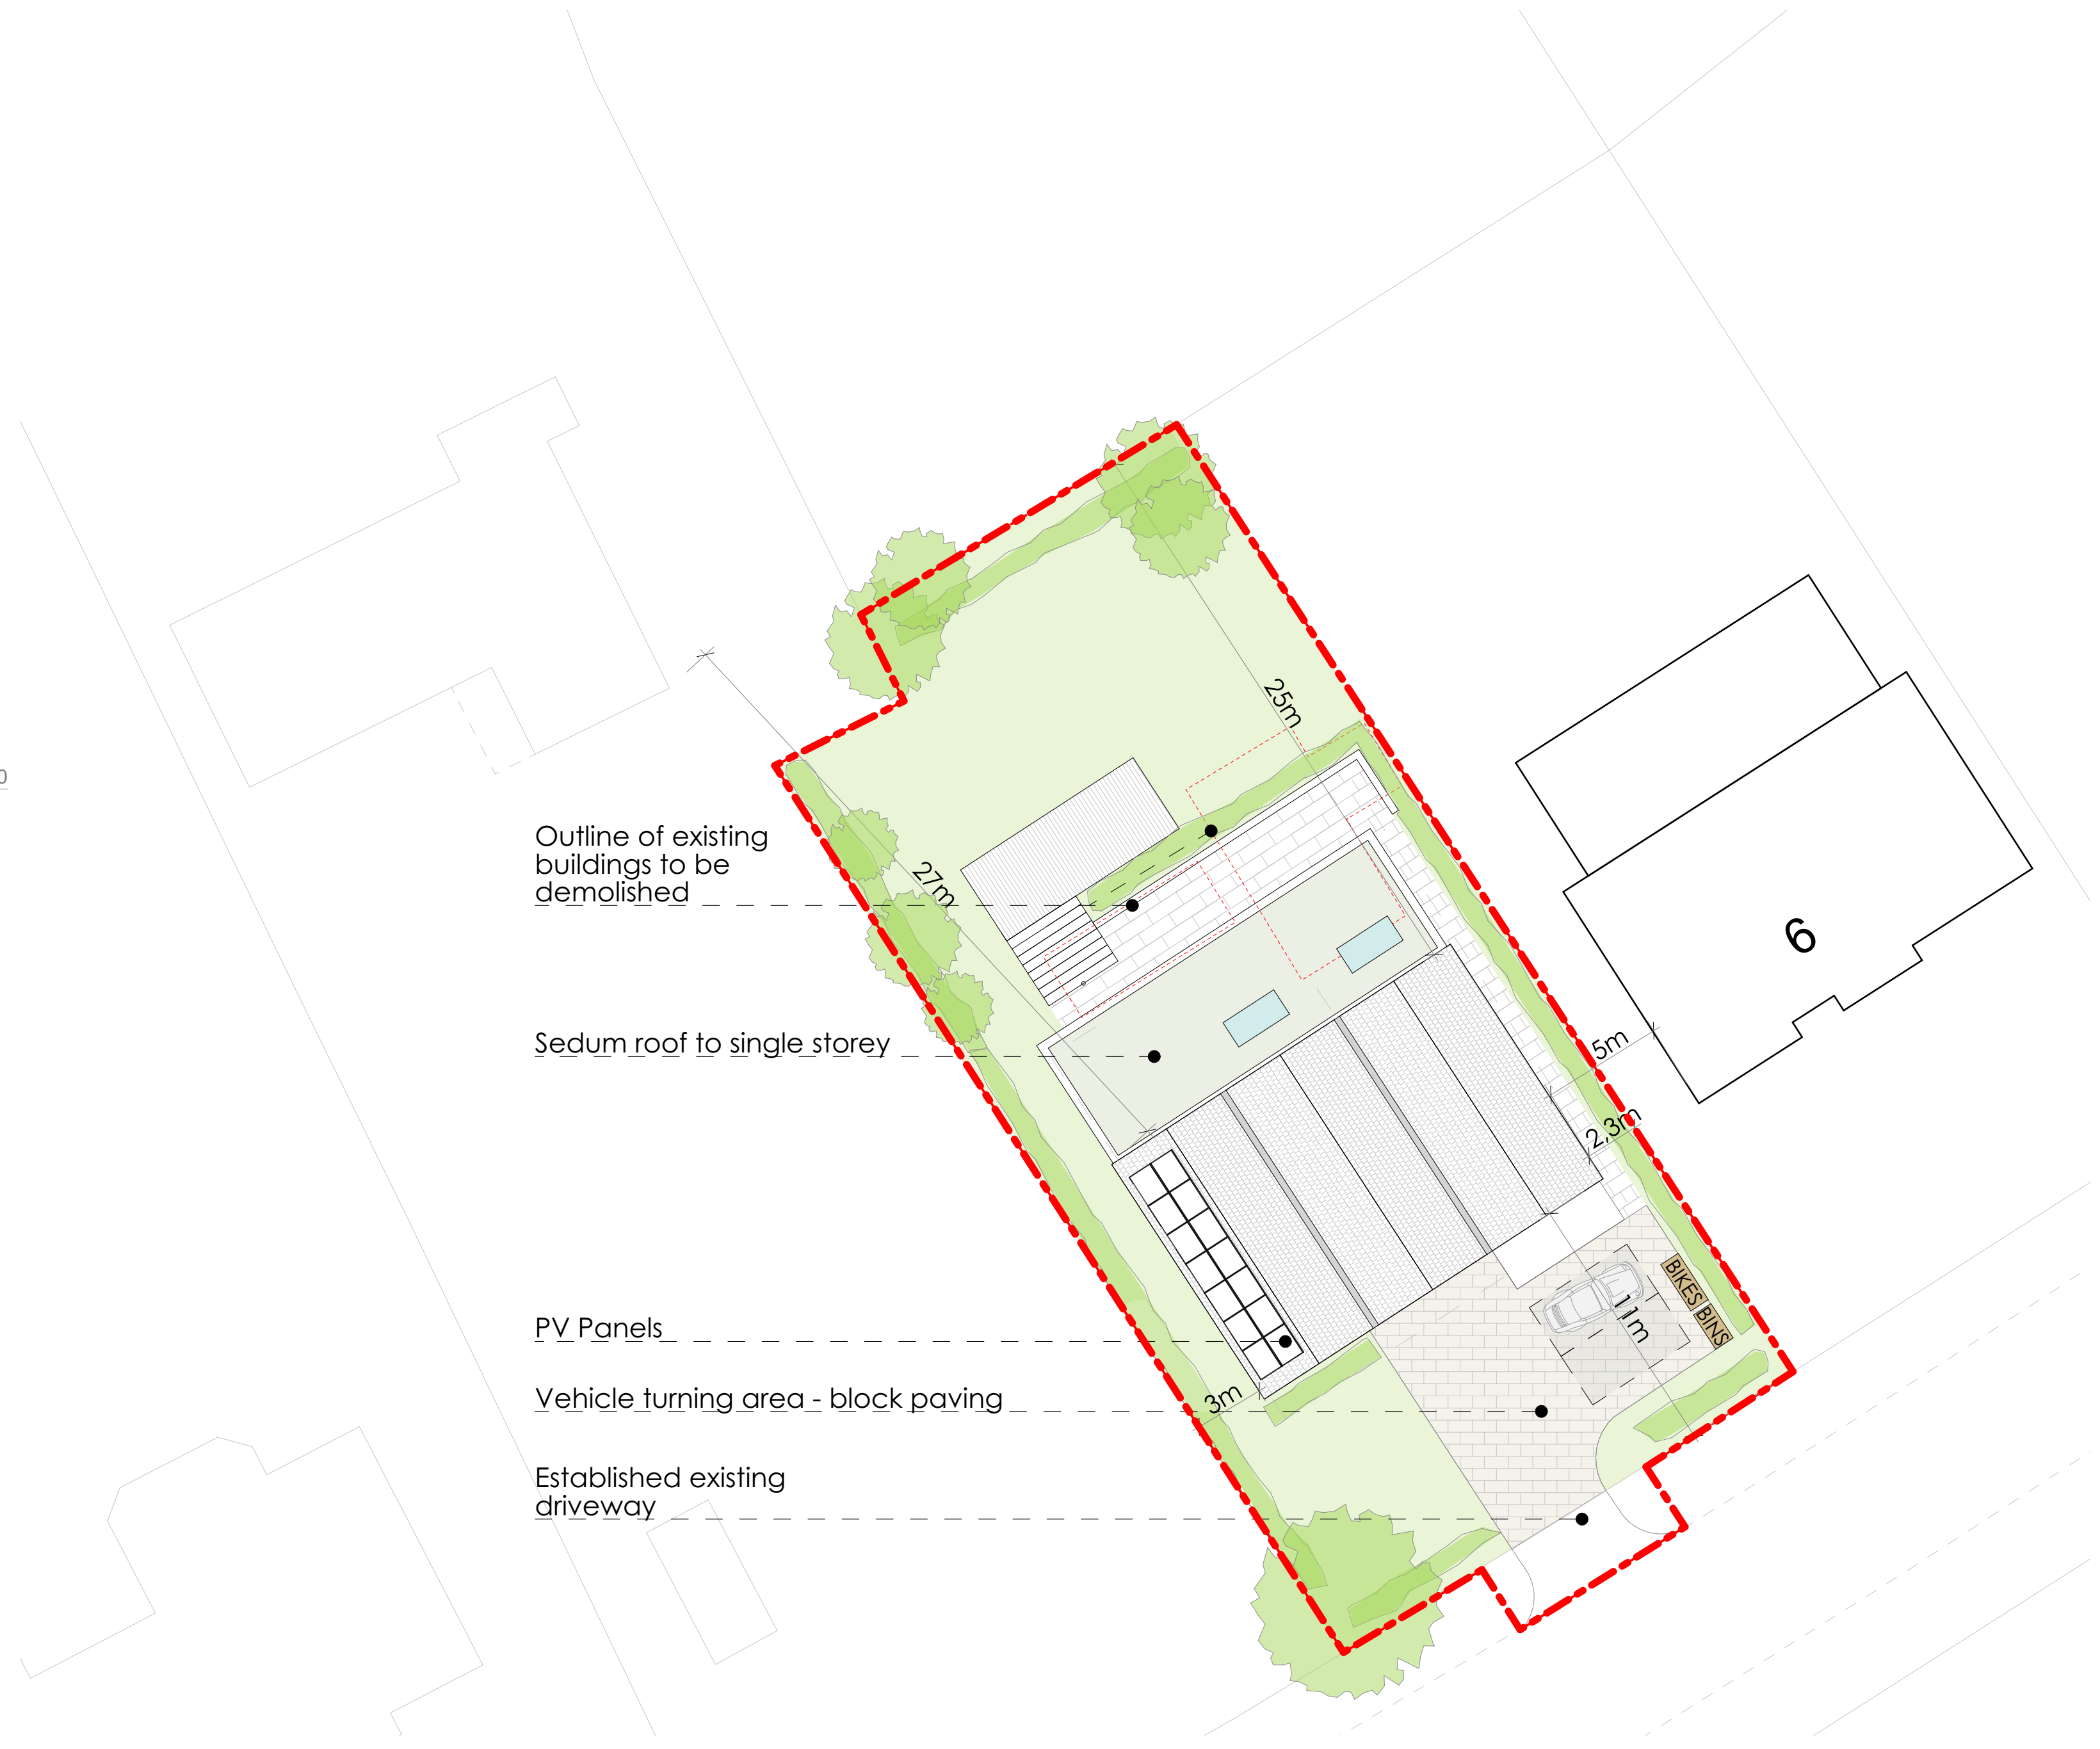 25m
0
Outline of existing
buildings to be
demolished
27m
6
Sedum roof to single storey
5m
2,3m
BIKES
BINS
11m
PV Panels
Vehicle turning area - block paving
3m
Established existing
driveway